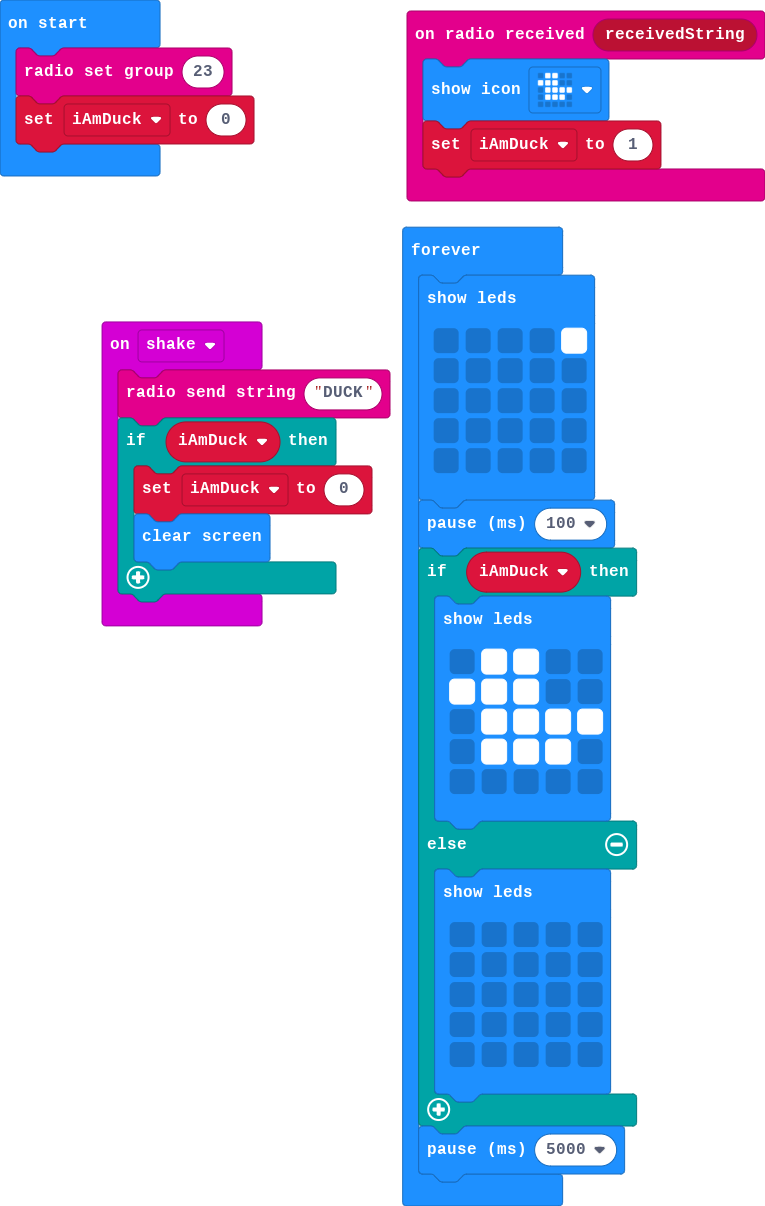 on start
radio set group 23
set iAmDuck to 0
on radio received receivedString
show icon
set iAmDuck to 1
on shake
radio send string "DUCK"
if iAmDuck then
set iAmDuck to 0
clear screen
forever
show leds
pause (ms) 100
if iAmDuck then
show leds
else
show leds
pause (ms) 5000